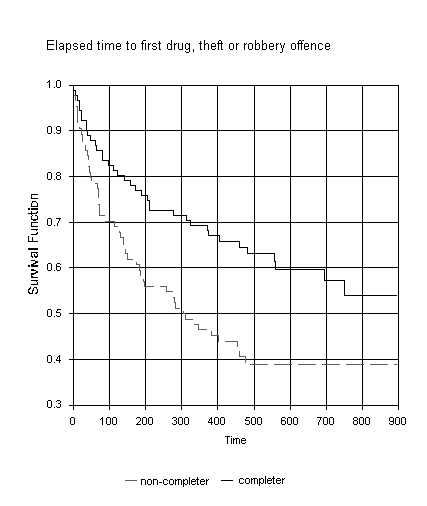 Elapsed time to first drug, theft or robbery offence
1.0
0.9
0.8
0.7
0.6
0.5
0.4
0.3
Survival Function
0 100 200 300 400 500 600 700 800 900
Time
non-completer completer